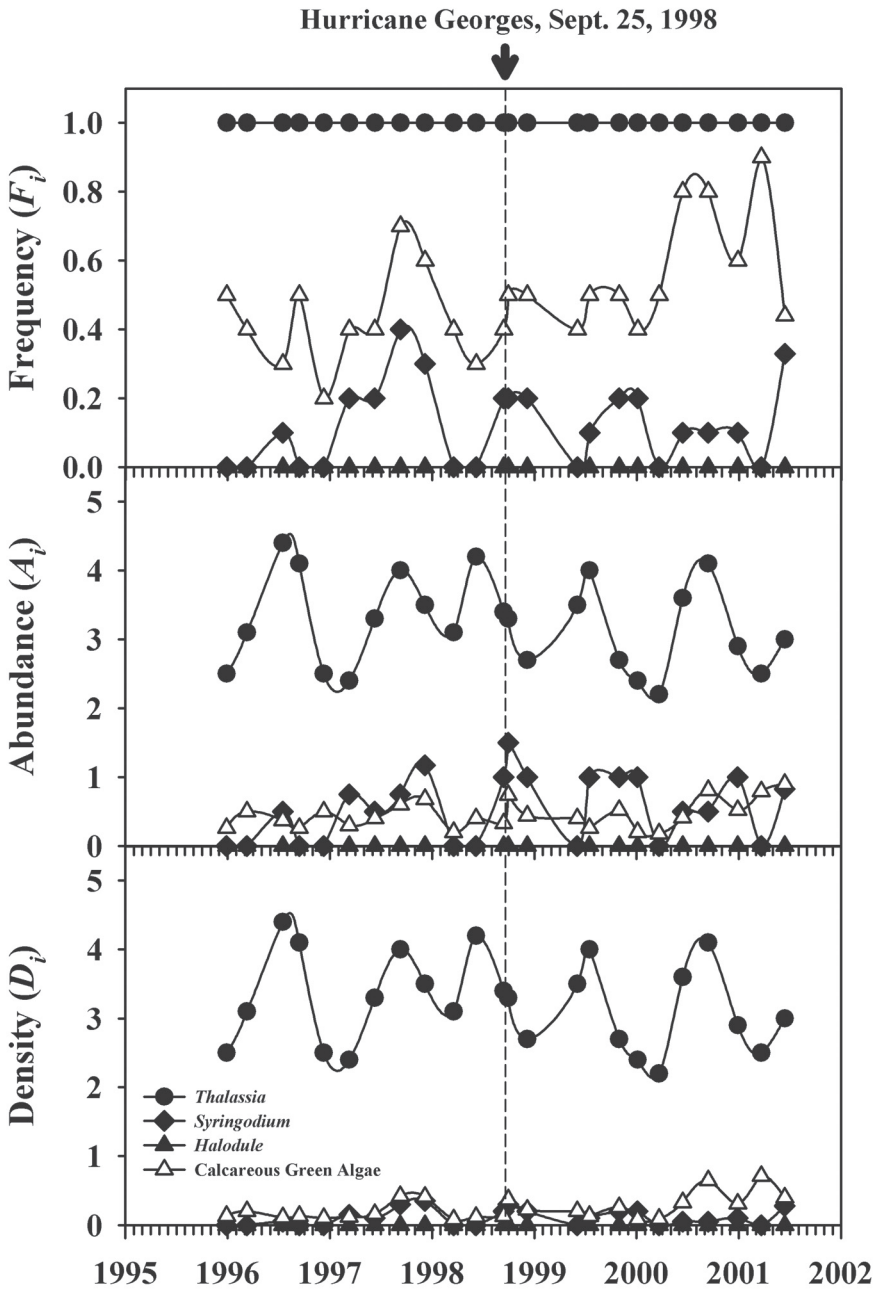 Hurricane Georges, Sept. 25, 1998
Frequency (Fi)
1.0
0.8
0.6
0.4
0.2
0.0
Abundance (Ai)
5
4
3
2
1
0
Density (Di)
5
4
3
2
1
0
Thalassia
Syringodium
Halodule
Calcareous Green Algae
1995 1996 1997 1998 1999 2000 2001 2002